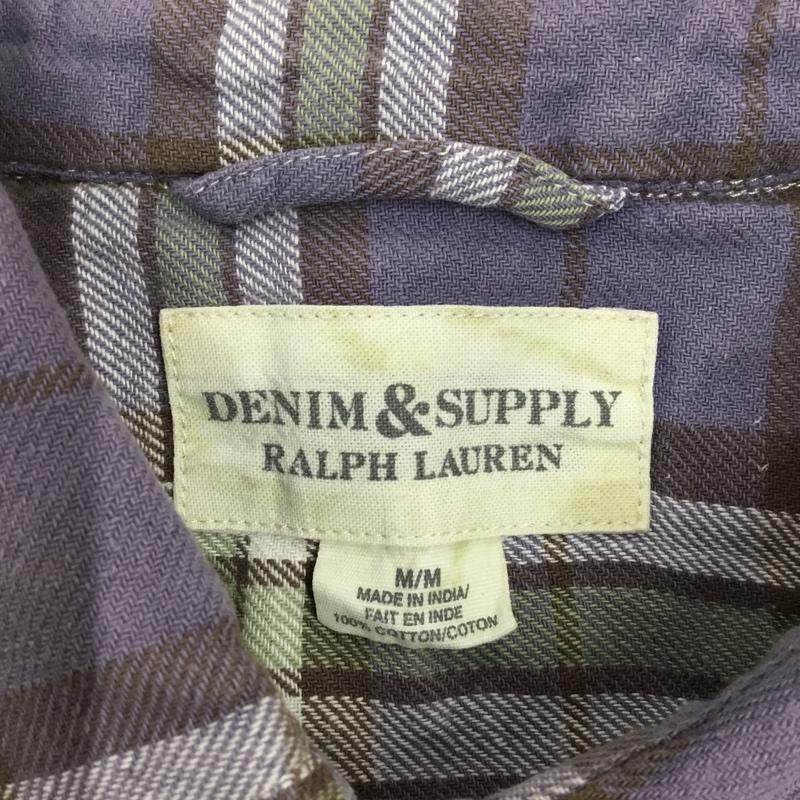 DENIM & SUPPLY
RALPH LAUREN
M/M
MADE IN INDIA/
FAIT EN INDE
100% COTTON/COTON